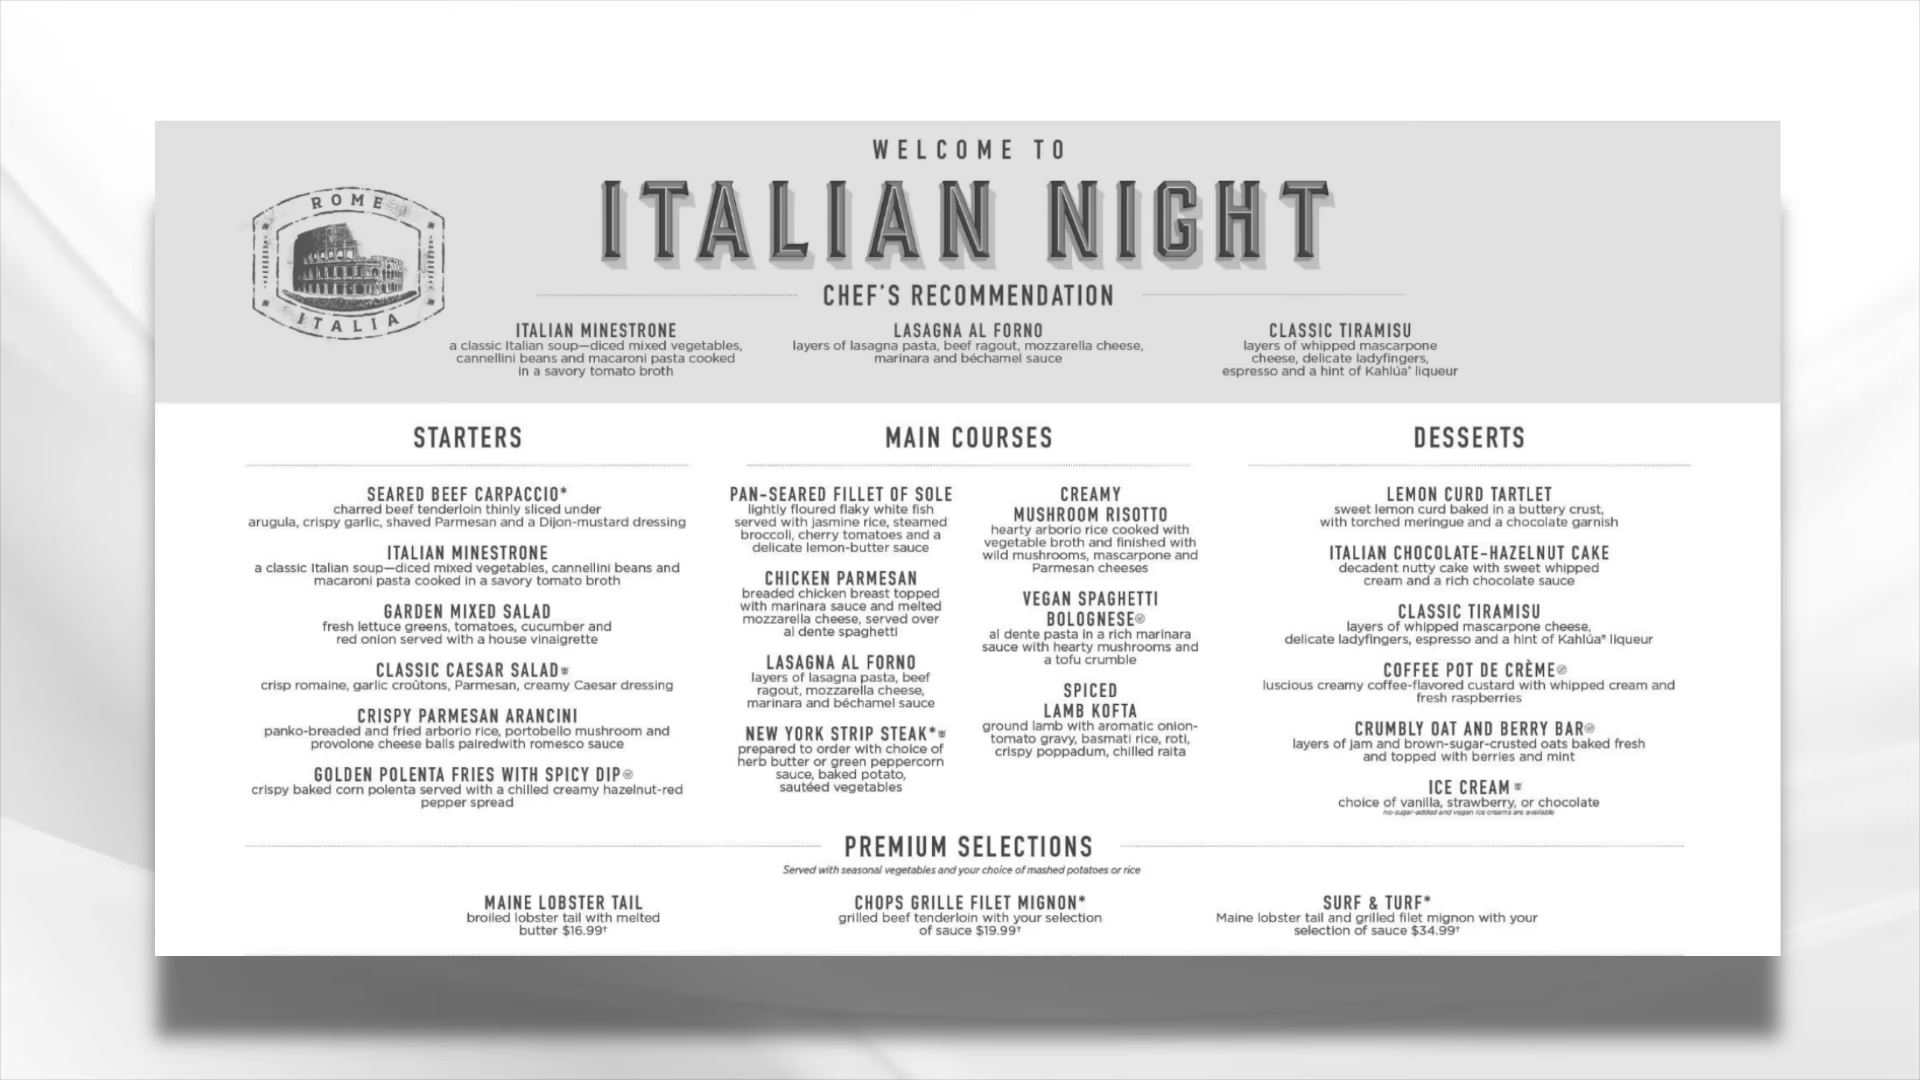 WELCOME TO
ITALIAN NIGHT
ROME
ITALIA
CHEF'S RECOMMENDATION
ITALIAN MINESTRONE
a classic Italian soup—diced mixed vegetables,
cannellini beans and macaroni pasta cooked
in a savory tomato broth
LASAGNA AL FORNO
layers of lasagna pasta, beef ragout, mozzarella cheese,
marinara and béchamel sauce
CLASSIC TIRAMISU
layers of whipped mascarpone
cheese, delicate ladyfingers,
espresso and a hint of Kahlúa® liqueur
STARTERS
SEARED BEEF CARPACCIO*
charred beef tenderloin thinly sliced under
arugula, crispy garlic, shaved Parmesan and a Dijon-mustard dressing
ITALIAN MINESTRONE
a classic Italian soup—diced mixed vegetables, cannellini beans and
macaroni pasta cooked in a savory tomato broth
GARDEN MIXED SALAD
fresh lettuce greens, tomatoes, cucumber and
red onion served with a house vinaigrette
CLASSIC CAESAR SALAD
crisp romaine, garlic croûtons, Parmesan, creamy Caesar dressing
CRISPY PARMESAN ARANCINI
panko-breaded and fried arborio rice, portobello mushroom and
provolone cheese balls pairedwith romesco sauce
GOLDEN POLENTA FRIES WITH SPICY DIP
crispy baked corn polenta served with a chilled creamy hazelnut-red
pepper spread
MAIN COURSES
PAN-SEARED FILLET OF SOLE
lightly floured flaky white fish
served with jasmine rice, steamed
broccoli, cherry tomatoes and a
delicate lemon-butter sauce
CHICKEN PARMESAN
breaded chicken breast topped
with marinara sauce and melted
mozzarella cheese, served over
al dente spaghetti
LASAGNA AL FORNO
layers of lasagna pasta, beef
ragout, mozzarella cheese,
marinara and béchamel sauce
NEW YORK STRIP STEAK*
prepared to order with choice of
herb butter or green peppercorn
sauce, baked potato,
sautéed vegetables
CREAMY
MUSHROOM RISOTTO
hearty arborio rice cooked with
vegetable broth and finished with
wild mushrooms, mascarpone and
Parmesan cheeses
VEGAN SPAGHETTI
BOLOGNESE
al dente pasta in a rich marinara
sauce with hearty mushrooms and
a tofu crumble
SPICED
LAMB KOFTA
ground lamb with aromatic onion-
tomato gravy, basmati rice, roti,
crispy poppadum, chilled raita
DESSERTS
LEMON CURD TARTLET
sweet lemon curd baked in a buttery crust,
with torched meringue and a chocolate garnish
ITALIAN CHOCOLATE-HAZELNUT CAKE
decadent nutty cake with sweet whipped
cream and a rich chocolate sauce
CLASSIC TIRAMISU
layers of whipped mascarpone cheese,
delicate ladyfingers, espresso and a hint of Kahlúa® liqueur
COFFEE POT DE CRÈME
luscious creamy coffee-flavored custard with whipped cream and
fresh raspberries
CRUMBLY OAT AND BERRY BAR
layers of jam and brown-sugar-crusted oats baked fresh
and topped with berries and mint
ICE CREAM
choice of vanilla, strawberry, or chocolate
no-sugar-added and vegan ice creams are available
PREMIUM SELECTIONS
Served with seasonal vegetables and your choice of mashed potatoes or rice
MAINE LOBSTER TAIL
broiled lobster tail with melted
butter $16.99†
CHOPS GRILLE FILET MIGNON*
grilled beef tenderloin with your selection
of sauce $19.99†
SURF & TURF*
Maine lobster tail and grilled filet mignon with your
selection of sauce $34.99†